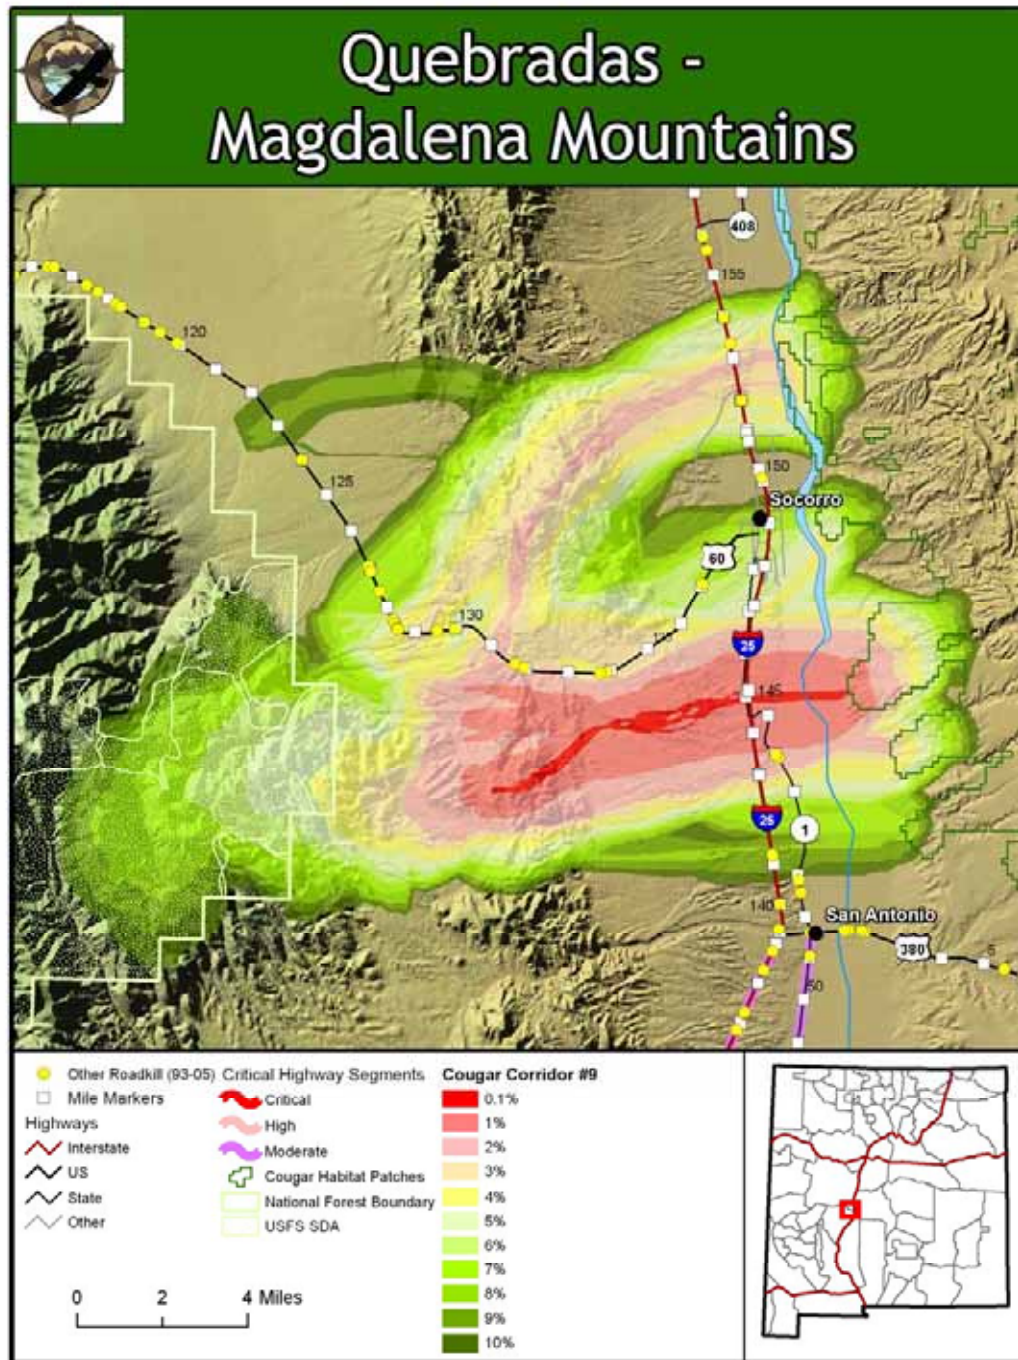 Quebradas -
Magdalena Mountains
408
155
120
125
150
Socorro
60
130
25
145
25
1
140
San Antonio
380
5
50
Other Roadkill (93-05)
Mile Markers
Highways
Interstate
US
State
Other
0 2 4 Miles
Critical Highway Segments
Critical
High
Moderate
Cougar Habitat Patches
National Forest Boundary
USFS SDA
Cougar Corridor #9
0.1%
1%
2%
3%
4%
5%
6%
7%
8%
9%
10%